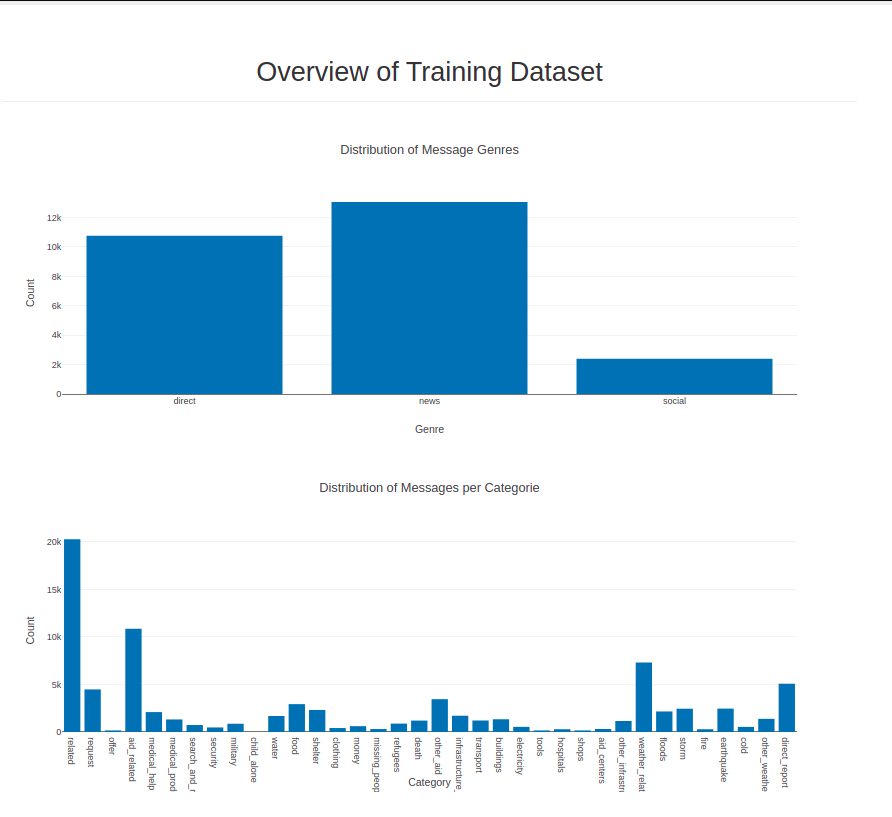 Overview of Training Dataset
Distribution of Message Genres
12k
10k
8k
6k
4k
2k
0
Count
direct
news
social
Genre
Distribution of Messages per Categorie
20k
15k
10k
5k
0
Count
related
request
offer
aid_related
medical_help
medical_prod
search_and_r
security
military
child_alone
water
food
shelter
clothing
money
missing_peop
refugees
death
other_aid
infrastructure_
transport
buildings
electricity
tools
hospitals
shops
aid_centers
other_infrastr
weather_relat
floods
storm
fire
earthquake
cold
other_weathe
direct_report
Category